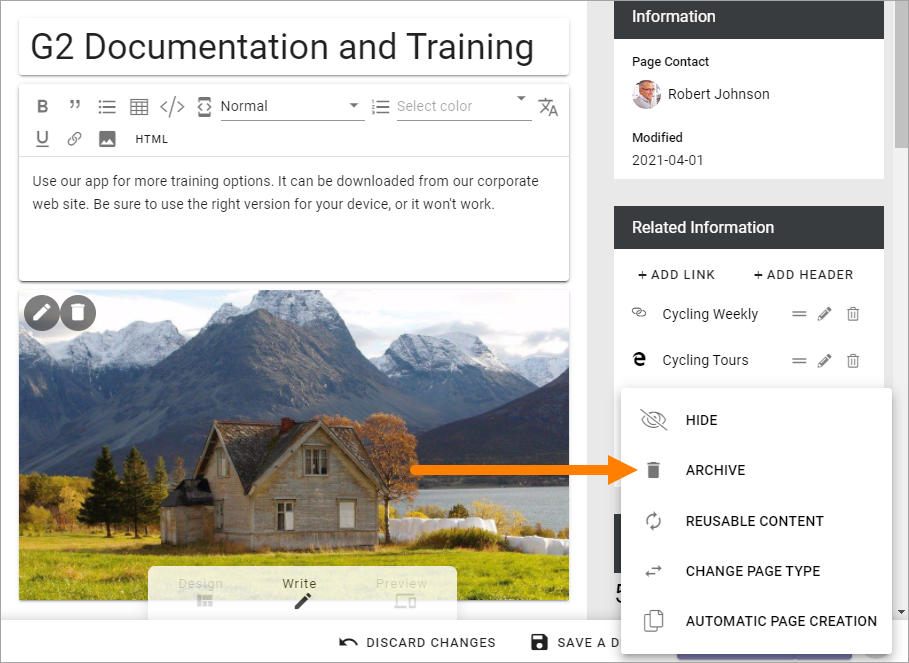 G2 Documentation and Training
Normal
Select color
HTML
Use our app for more training options. It can be downloaded from our corporate
web site. Be sure to use the right version for your device, or it won't work.
Design
Write
Preview
DISCARD CHANGES
SAVE A D
Information
Page Contact
Robert Johnson
Modified
2021-04-01
Related Information
+ ADD LINK
+ ADD HEADER
Cycling Weekly
Cycling Tours
HIDE
ARCHIVE
REUSABLE CONTENT
CHANGE PAGE TYPE
AUTOMATIC PAGE CREATION